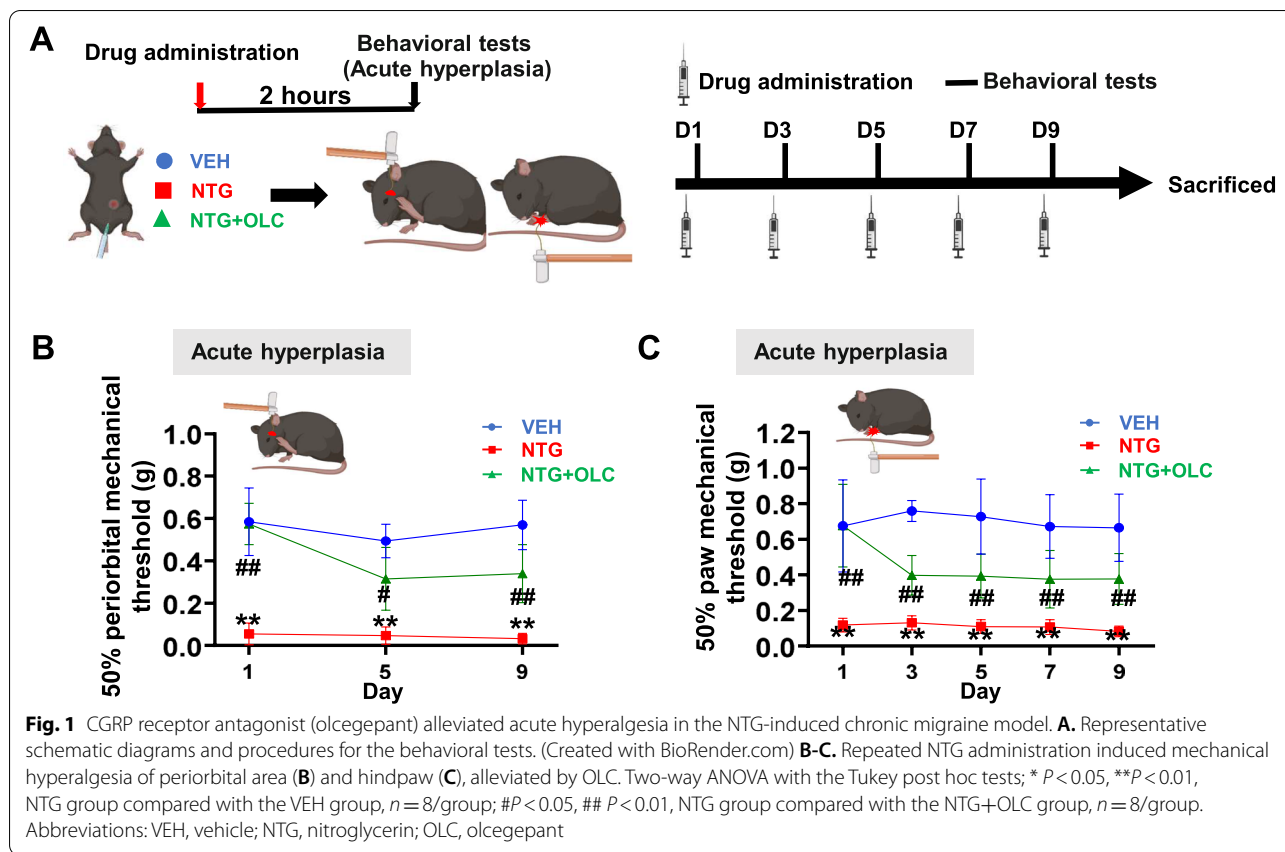 A
Drug administration
Behavioral tests
(Acute hyperplasia)
2 hours
VEH
NTG
NTG+OLC
Drug administration
Behavioral tests
D1 D3 D5 D7 D9
Sacrificed
B
Acute hyperplasia
50% periorbital mechanical
threshold (g)
VEH
NTG
NTG+OLC
1.0
0.8
0.6
0.4
0.2
0.0
##
#
##
**
**
**
1 5 9
Day
C
Acute hyperplasia
50% paw mechanical
threshold (g)
VEH
NTG
NTG+OLC
1.2
1.0
0.8
0.6
0.4
0.2
0.0
##
##
##
##
##
**
**
**
**
**
1 3 5 7 9
Day
Fig. 1 CGRP receptor antagonist (olcegepant) alleviated acute hyperalgesia in the NTG-induced chronic migraine model. A. Representative
schematic diagrams and procedures for the behavioral tests. (Created with BioRender.com) B-C. Repeated NTG administration induced mechanical
hyperalgesia of periorbital area (B) and hindpaw (C), alleviated by OLC. Two-way ANOVA with the Tukey post hoc tests; * P < 0.05, **P < 0.01,
NTG group compared with the VEH group, n = 8/group; #P < 0.05, ## P < 0.01, NTG group compared with the NTG+OLC group, n = 8/group.
Abbreviations: VEH, vehicle; NTG, nitroglycerin; OLC, olcegepant